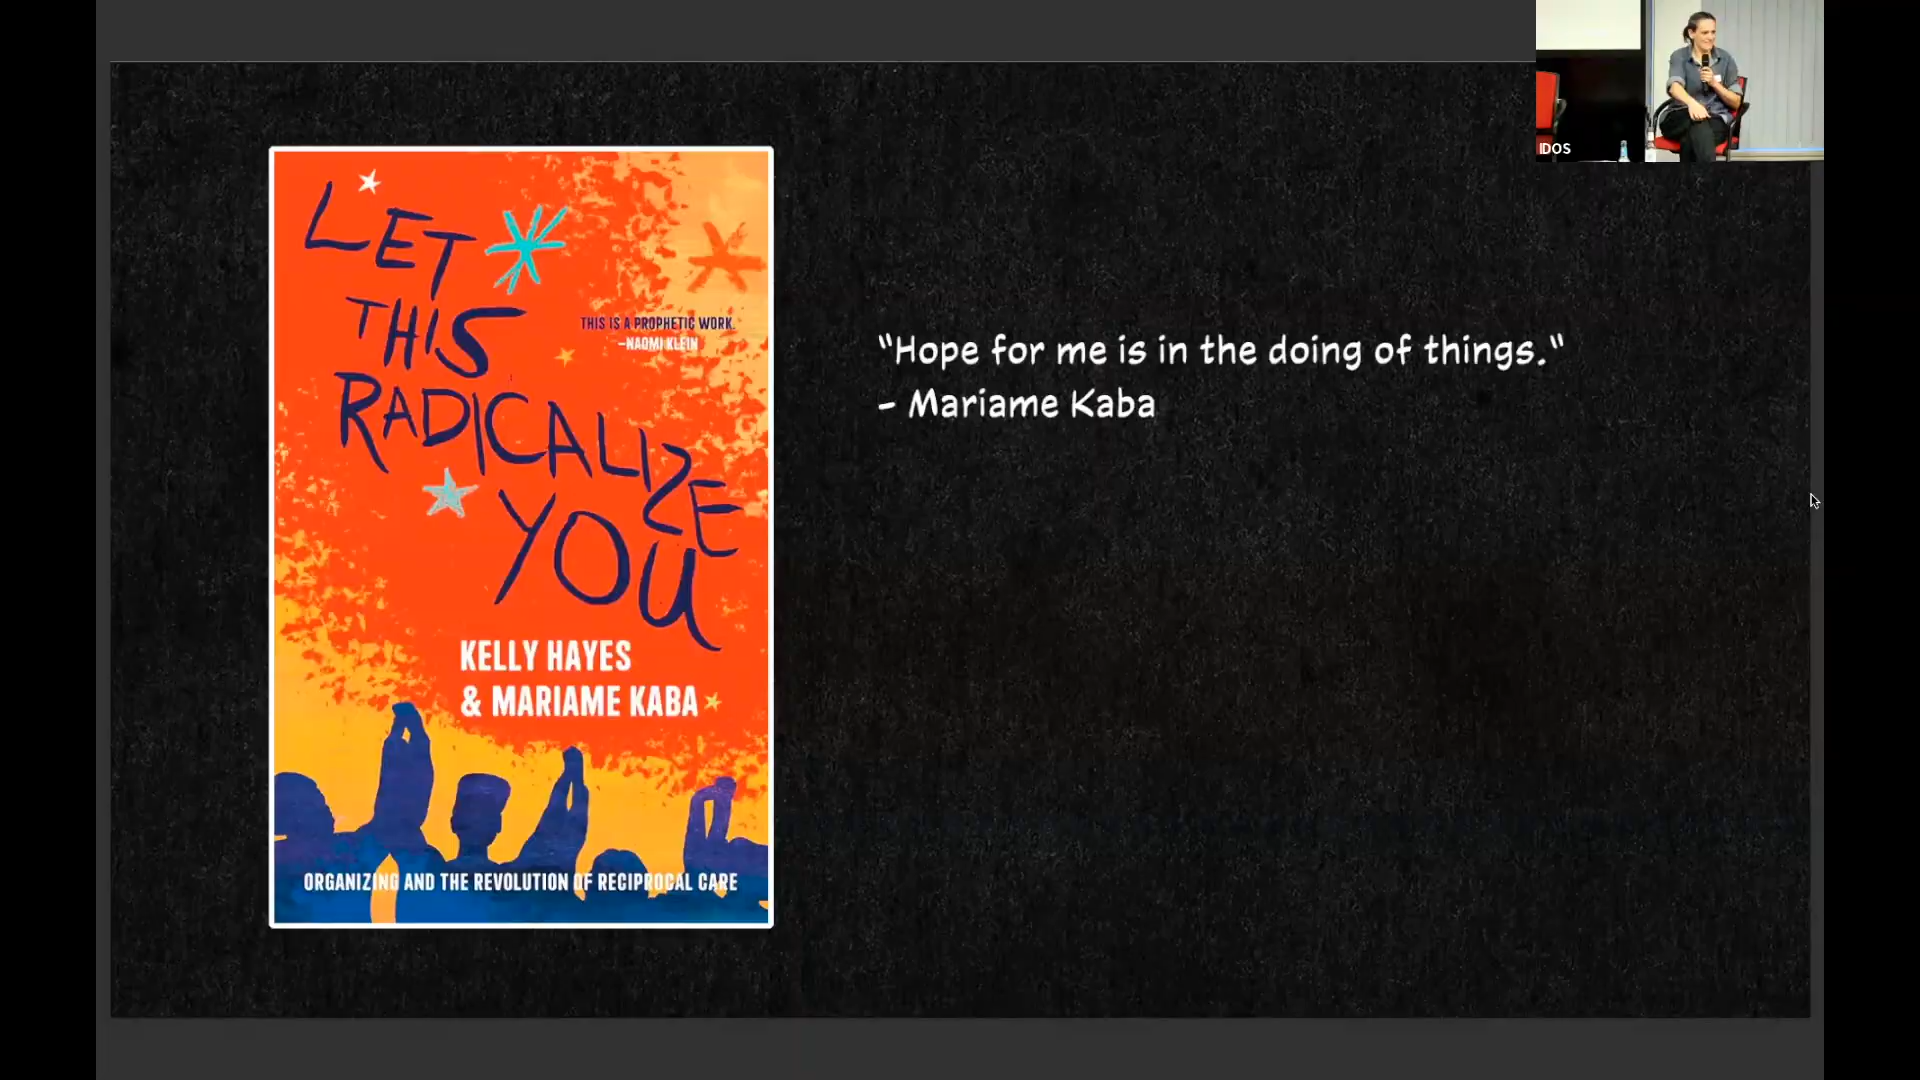 LET
THIS
RADICALIZE
YOU
THIS IS A PROPHETIC WORK.
–NAOMI KLEIN
KELLY HAYES
& MARIAME KABA
ORGANIZING AND THE REVOLUTION OF RECIPROCAL CARE
"Hope for me is in the doing of things."
– Mariame Kaba
IDOS